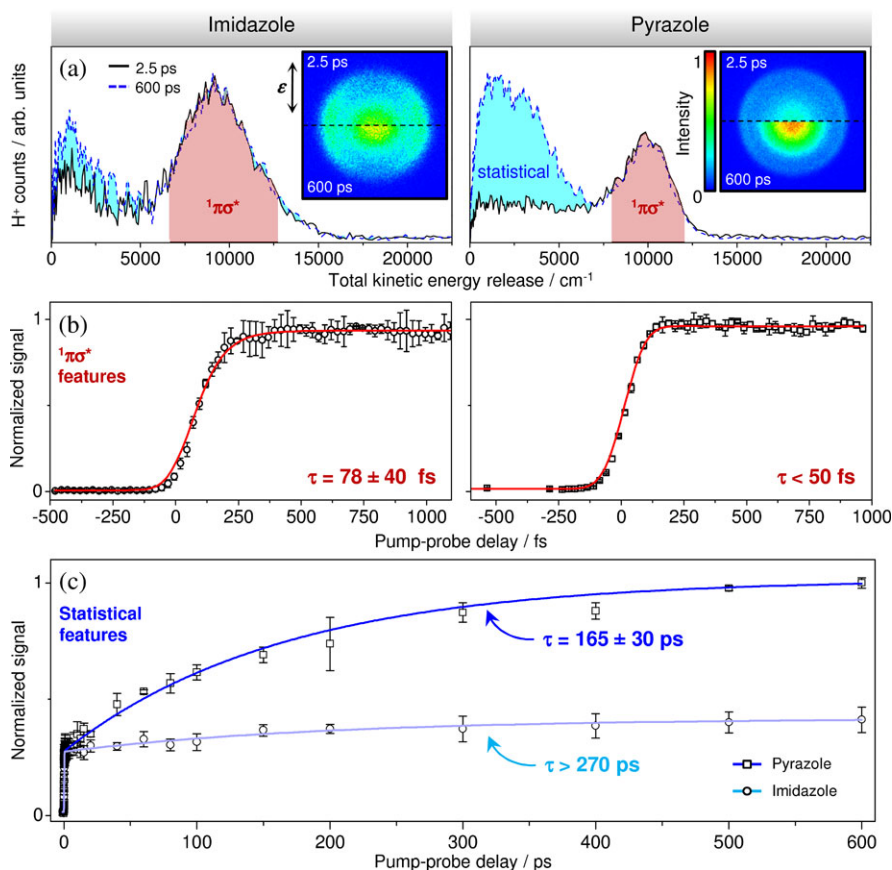 Imidazole
Pyrazole
(a)
2.5 ps
600 ps
ε
2.5 ps
600 ps
¹πσ*
H⁺ counts / arb. units
0 5000 10000 15000 20000
statistical
¹πσ*
1
Intensity
0
2.5 ps
600 ps
0 5000 10000 15000 20000
Total kinetic energy release / cm⁻¹
(b)
¹πσ*
features
τ = 78 ± 40 fs
Normalized signal
1
0
-500 -250 0 250 500 750 1000
τ < 50 fs
-500 -250 0 250 500 750 1000
Pump-probe delay / fs
Pump-probe delay / fs
(c)
Statistical
features
τ = 165 ± 30 ps
τ > 270 ps
Pyrazole
Imidazole
Normalized signal
1
0
0 100 200 300 400 500 600
Pump-probe delay / ps